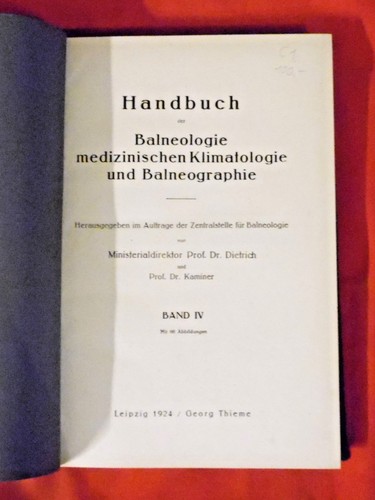 Handbuch
der
Balneologie
medizinischen Klimatologie
und Balneographie
Herausgegeben im Auftrage der Zentralstelle für Balneologie
von
Ministerialdirektor Prof. Dr. Dietrich
und
Prof. Dr. Kaminer
BAND IV
Leipzig 1924 / Georg Thieme